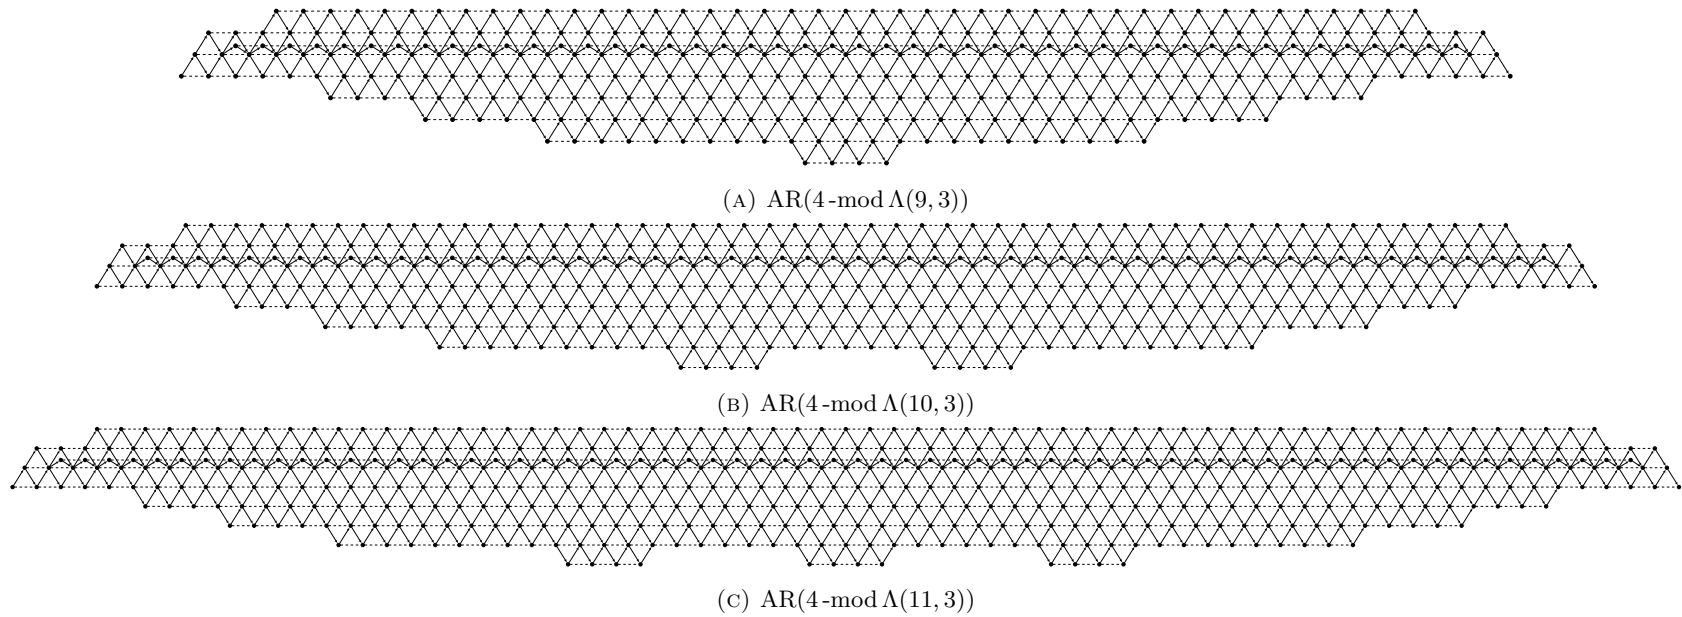 (A) AR(4-mod Λ(9, 3))
(B) AR(4-mod Λ(10, 3))
(C) AR(4-mod Λ(11, 3))